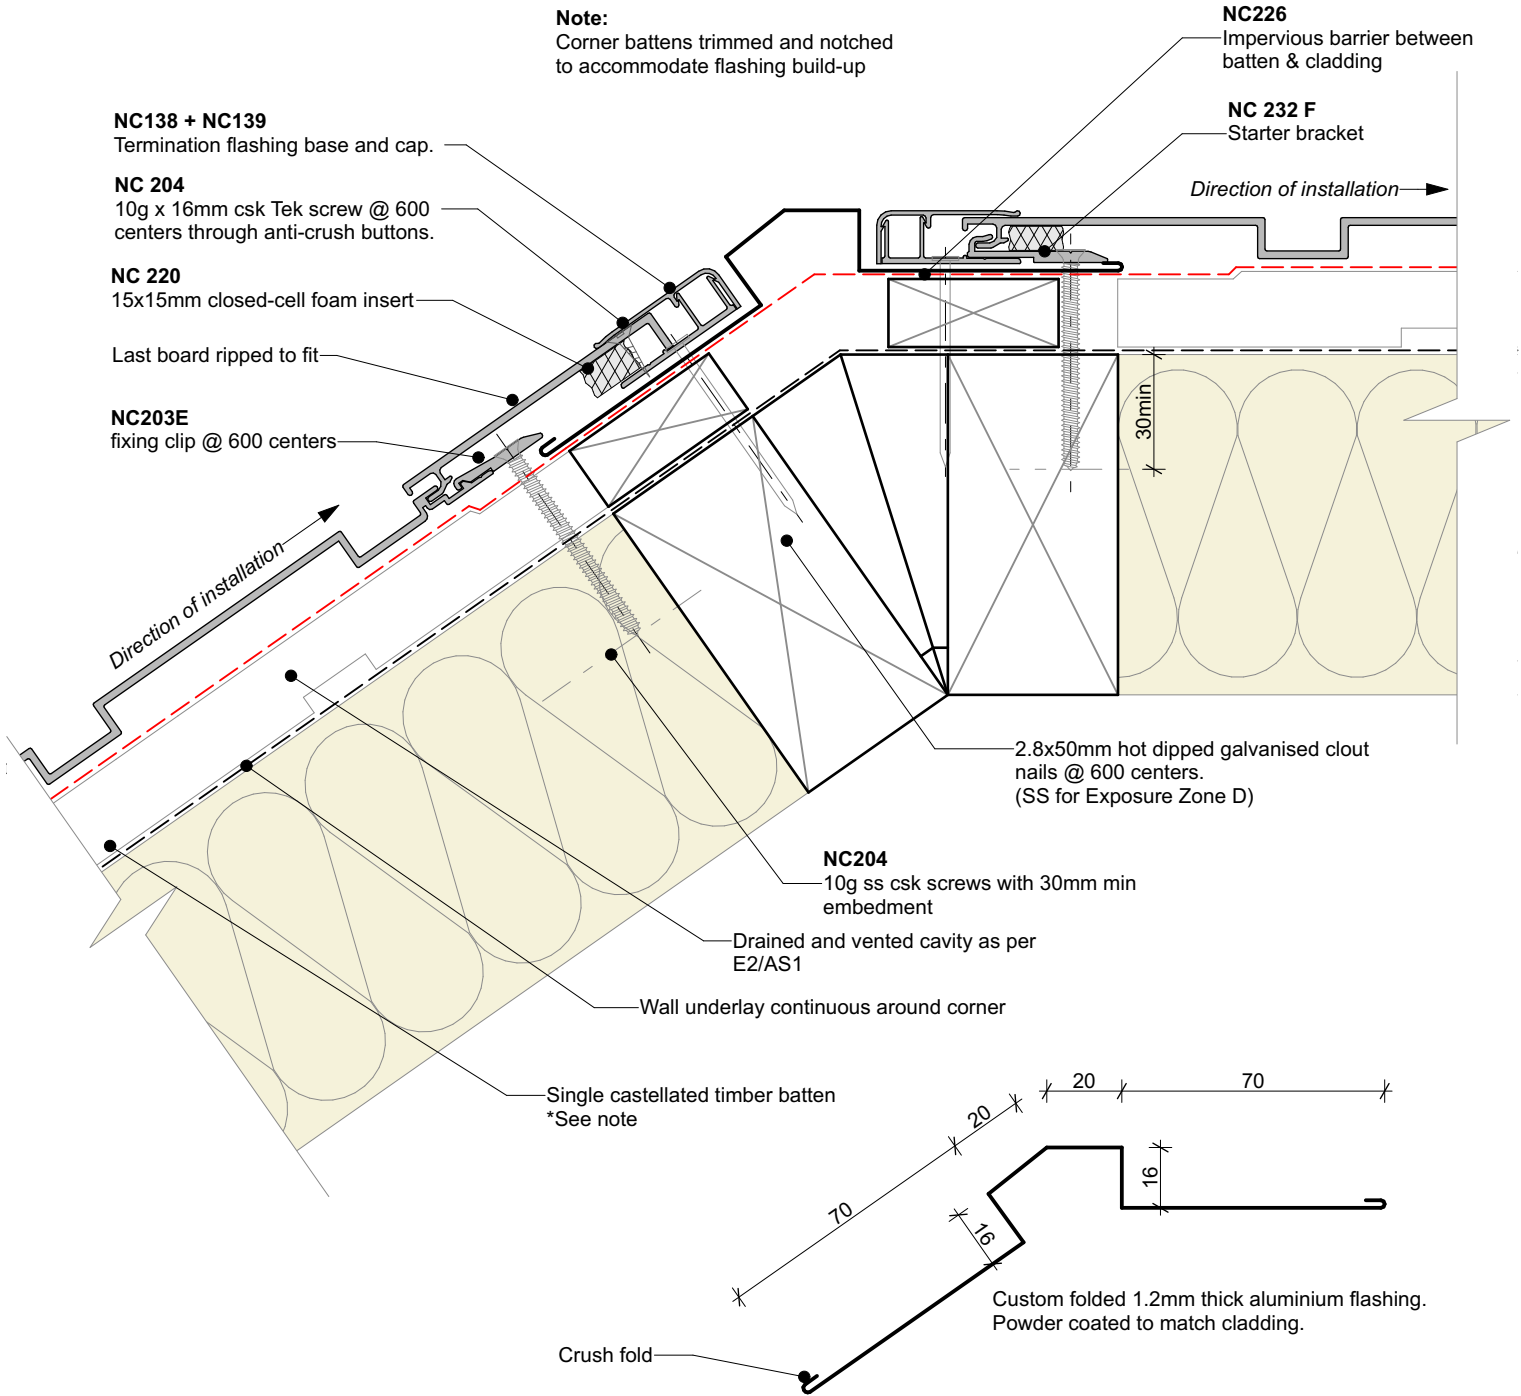 Note:
Corner battens trimmed and notched
to accommodate flashing build-up
NC226
Impervious barrier between
batten & cladding
NC 232 F
Starter bracket
Direction of installation
NC138 + NC139
Termination flashing base and cap.
NC 204
10g x 16mm csk Tek screw @ 600
centers through anti-crush buttons.
NC 220
15x15mm closed-cell foam insert
Last board ripped to fit
NC203E
fixing clip @ 600 centers
Direction of installation
30min
2.8x50mm hot dipped galvanised clout
nails @ 600 centers.
(SS for Exposure Zone D)
NC204
10g ss csk screws with 30mm min
embedment
Drained and vented cavity as per
E2/AS1
Wall underlay continuous around corner
Single castellated timber batten
*See note
20
70
20
70
16
16
Custom folded 1.2mm thick aluminium flashing.
Powder coated to match cladding.
Crush fold